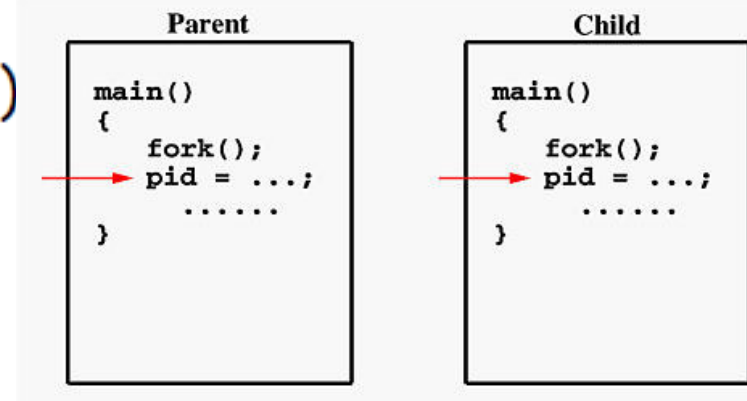 Parent
main()
{
fork();
pid = ...;
......
}
Child
main()
{
fork();
pid = ...;
......
}
)